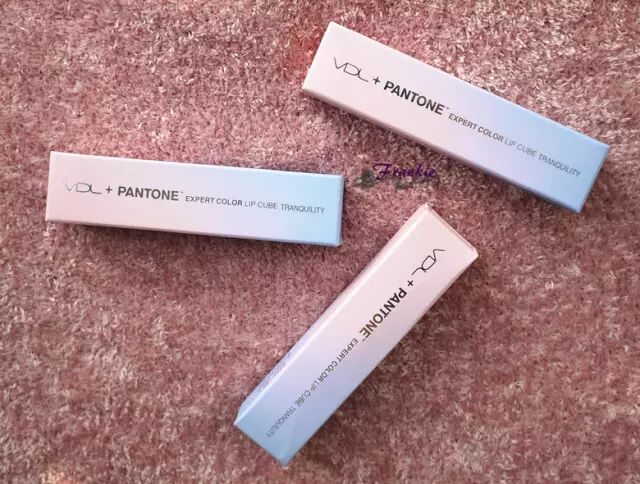 VDL + PANTONE™ EXPERT COLOR LIP CUBE TRANQUILITY
Frankie
VDL + PANTONE™ EXPERT COLOR LIP CUBE TRANQUILITY
VDL + PANTONE™ EXPERT COLOR LIP CUBE TRANQUILITY